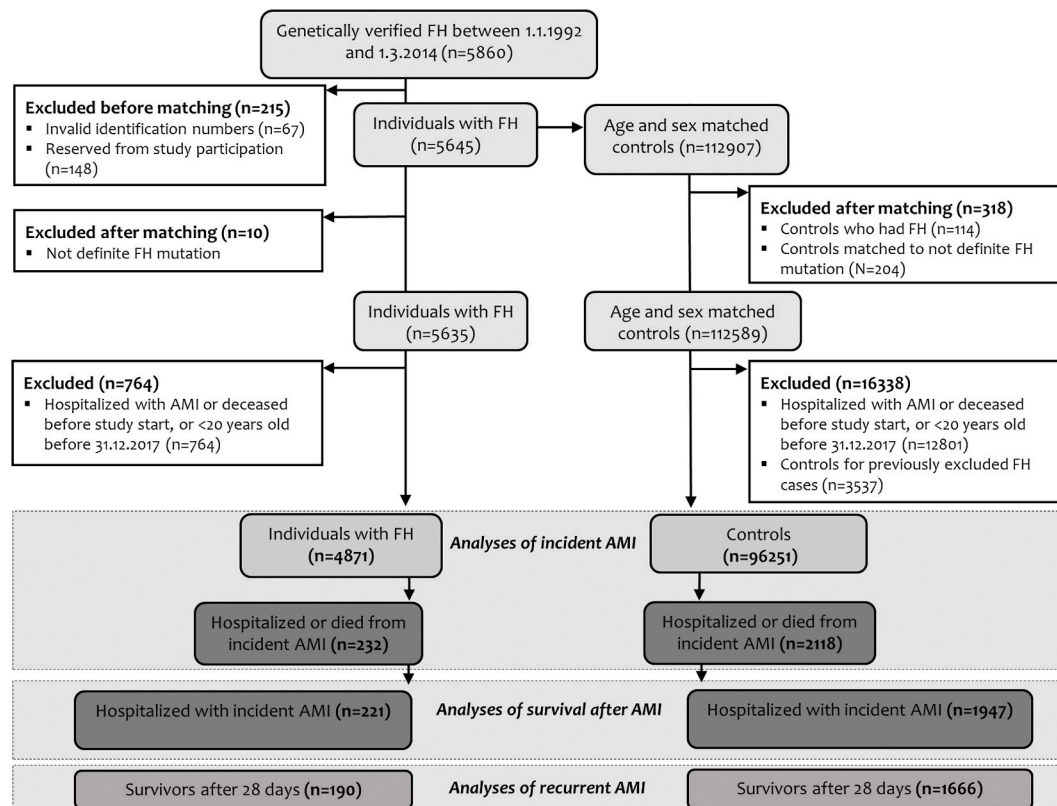 Genetically verified FH between 1.1.1992
and 1.3.2014 (n=5860)
Excluded before matching (n=215)
▪ Invalid identification numbers (n=67)
▪ Reserved from study participation
(n=148)
Individuals with FH
(n=5645)
Age and sex matched
controls (n=112907)
Excluded after matching (n=10)
▪ Not definite FH mutation
Excluded after matching (n=318)
▪ Controls who had FH (n=114)
▪ Controls matched to not definite FH
mutation (N=204)
Individuals with FH
(n=5635)
Age and sex matched
controls (n=112589)
Excluded (n=764)
▪ Hospitalized with AMI or deceased
before study start, or <20 years old
before 31.12.2017 (n=764)
Excluded (n=16338)
▪ Hospitalized with AMI or deceased
before study start, or <20 years old
before 31.12.2017 (n=12801)
▪ Controls for previously excluded FH
cases (n=3537)
Individuals with FH
(n=4871)
Analyses of incident AMI
Controls
(n=96251)
Hospitalized or died from
incident AMI (n=232)
Hospitalized or died from
incident AMI (n=2118)
Hospitalized with incident AMI (n=221)
Analyses of survival after AMI
Hospitalized with incident AMI (n=1947)
Survivors after 28 days (n=190)
Analyses of recurrent AMI
Survivors after 28 days (n=1666)